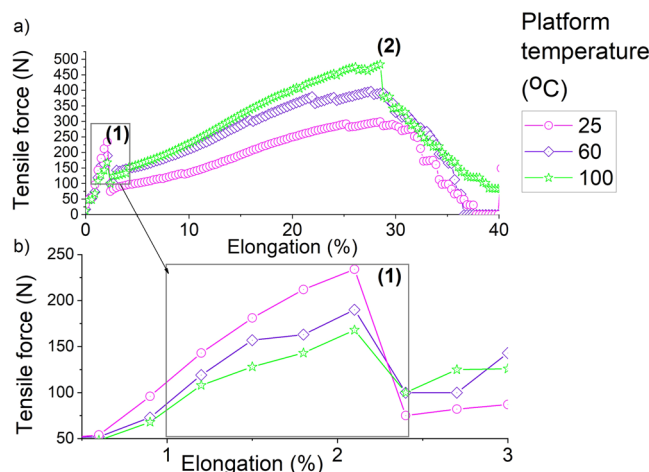 a)
Platform
temperature
(°C)
25
60
100
Tensile force (N)
500
450
400
350
300
250
200
150
100
50
0
(1)
(2)
0 10 20 30 40
Elongation (%)
b)
Tensile force (N)
250
200
150
100
50
(1)
1 2 3
Elongation (%)